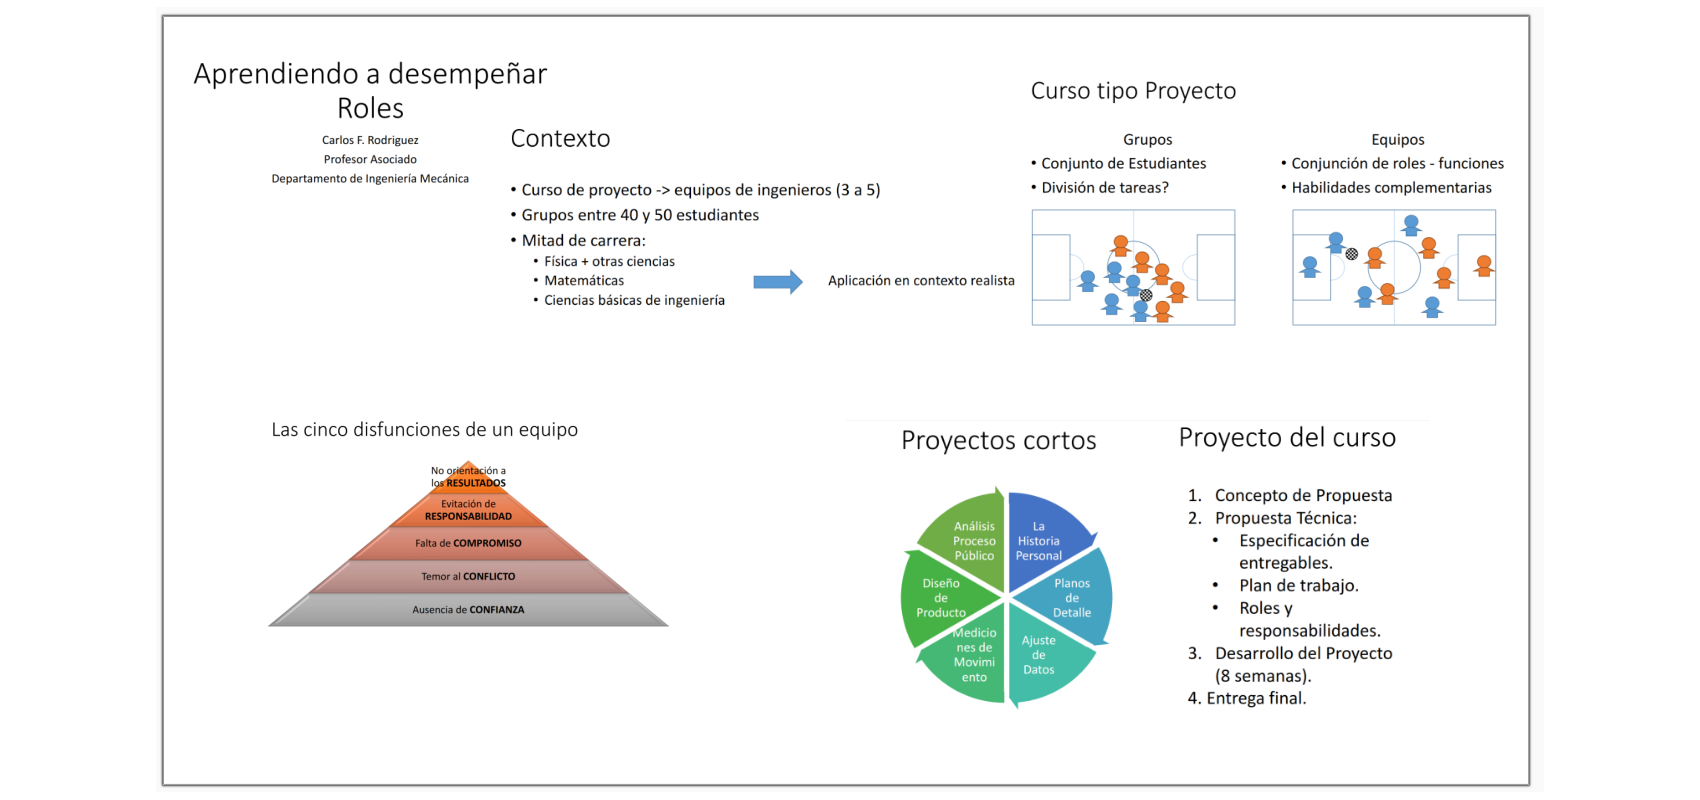 Aprendiendo a desempeñar
Roles
Carlos F. Rodriguez
Profesor Asociado
Departamento de Ingeniería Mecánica
Contexto
• Curso de proyecto -> equipos de ingenieros (3 a 5)
• Grupos entre 40 y 50 estudiantes
• Mitad de carrera:
• Física + otras ciencias
• Matemáticas
• Ciencias básicas de ingeniería
Aplicación en contexto realista
Curso tipo Proyecto
Grupos
• Conjunto de Estudiantes
• División de tareas?
Equipos
• Conjunción de roles - funciones
• Habilidades complementarias
Las cinco disfunciones de un equipo
No orientación a
los RESULTADOS
Evitación de
RESPONSABILIDAD
Falta de COMPROMISO
Temor al CONFLICTO
Ausencia de CONFIANZA
Proyectos cortos
La
Historia
Personal
Planos
de
Detalle
Ajuste
de
Datos
Medicio
nes de
Movimi
ento
Diseño
de
Producto
Análisis
Proceso
Público
Proyecto del curso
1. Concepto de Propuesta
2. Propuesta Técnica:
• Especificación de
entregables.
• Plan de trabajo.
• Roles y
responsabilidades.
3. Desarrollo del Proyecto
(8 semanas).
4. Entrega final.